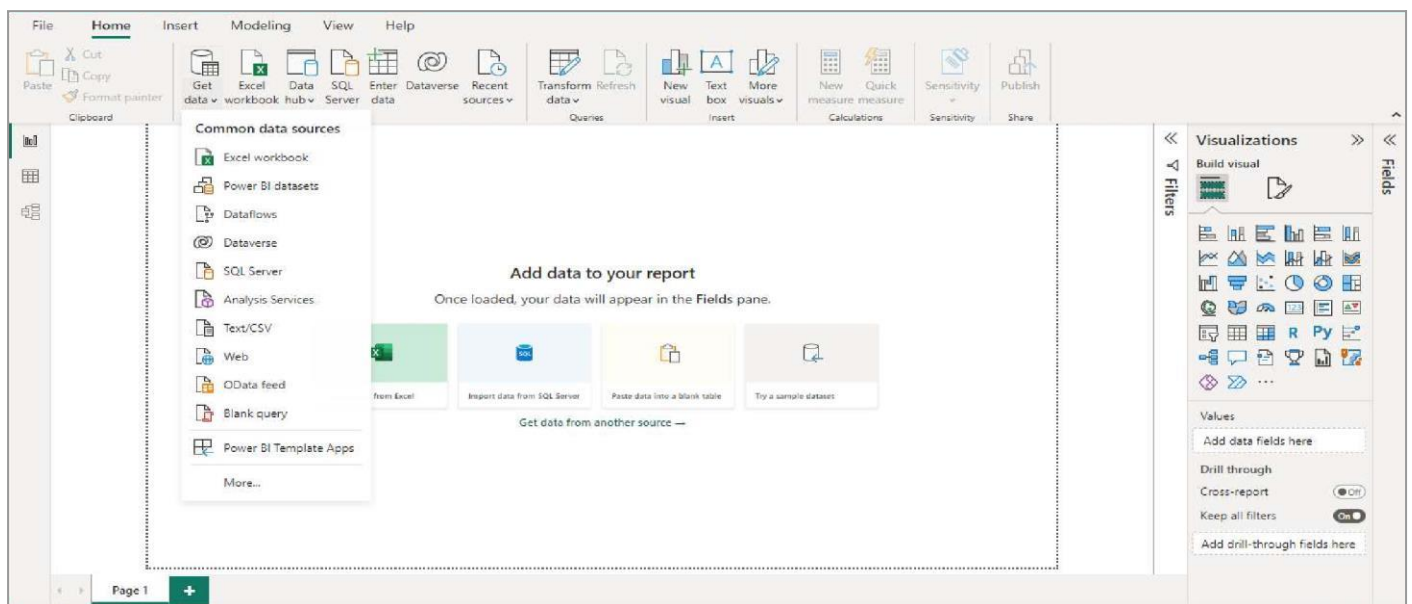 File Home Insert Modeling View Help
Paste
Cut
Copy
Format painter
Clipboard
Get data
Excel workbook
Data hub
SQL Server
Enter data
Dataverse
Recent sources
Transform data
Refresh
Queries
New visual
Text box
More visuals
Insert
New measure
Quick measure
Calculations
Sensitivity
Sensitivity
Publish
Share
Common data sources
Excel workbook
Power BI datasets
Dataflows
Dataverse
SQL Server
Analysis Services
Text/CSV
Web
OData feed
Blank query
Power BI Template Apps
More...
Add data to your report
Once loaded, your data will appear in the Fields pane.
SQL
from Excel
Import data from SQL Server
Paste data into a blank table
Try a sample dataset
Get data from another source
Filters
Visualizations
Build visual
123
R Py
Values
Add data fields here
Drill through
Cross-report
Off
Keep all filters
On
Add drill-through fields here
Fields
Page 1